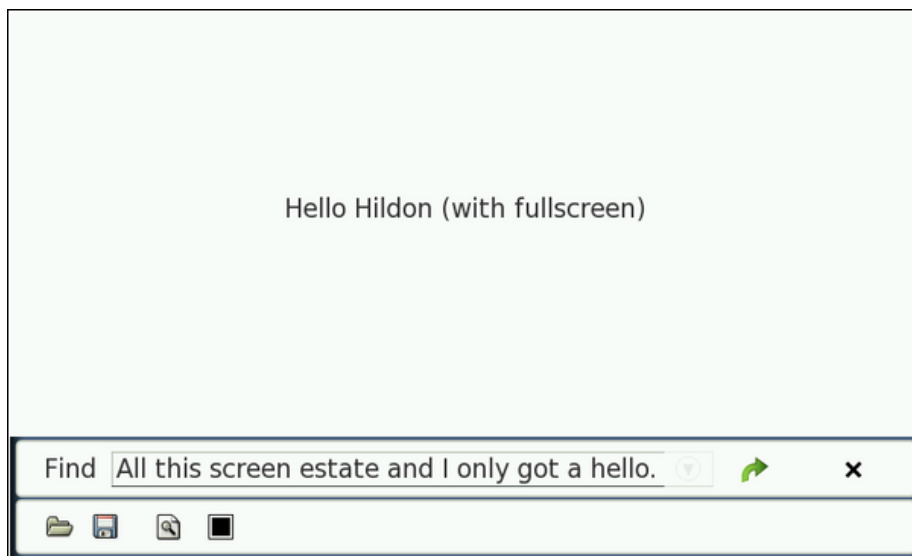 Hello Hildon (with fullscreen)
Find All this screen estate and I only got a hello.